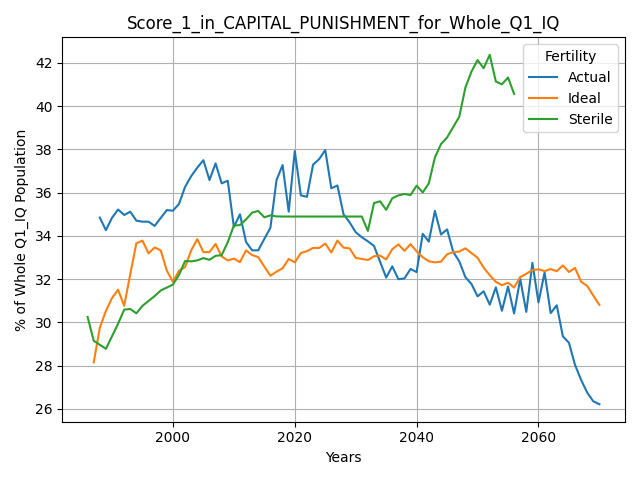 Score_1_in_CAPITAL_PUNISHMENT_for_Whole_Q1_IQ
Fertility
Actual
Ideal
Sterile
% of Whole Q1_IQ Population
42
40
38
36
34
32
30
28
26
2000
2020
2040
2060
Years